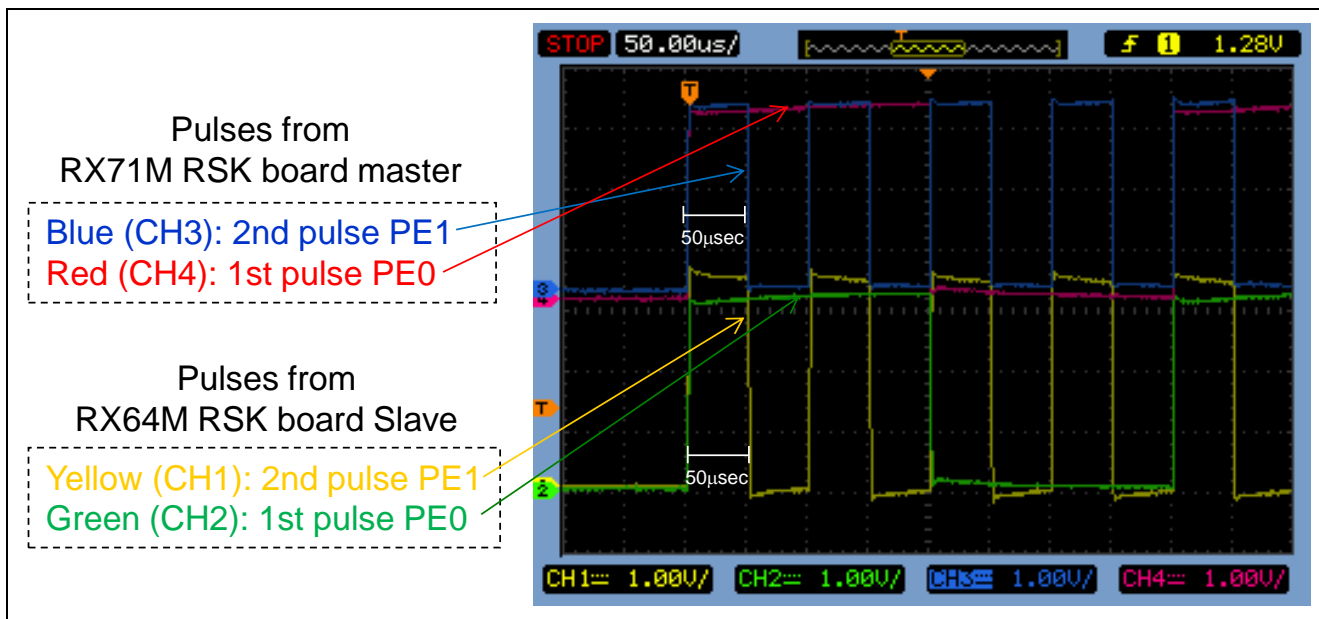 STOP 50.00us/ T 1 1.28V
T
Pulses from
RX71M RSK board master
Blue (CH3): 2nd pulse PE1
Red (CH4): 1st pulse PE0
50μsec
3
4
Pulses from
RX64M RSK board Slave
T
Yellow (CH1): 2nd pulse PE1
Green (CH2): 1st pulse PE0
50μsec
2
CH1 1.00V/ CH2 1.00V/ CH3 1.00V/ CH4 1.00V/